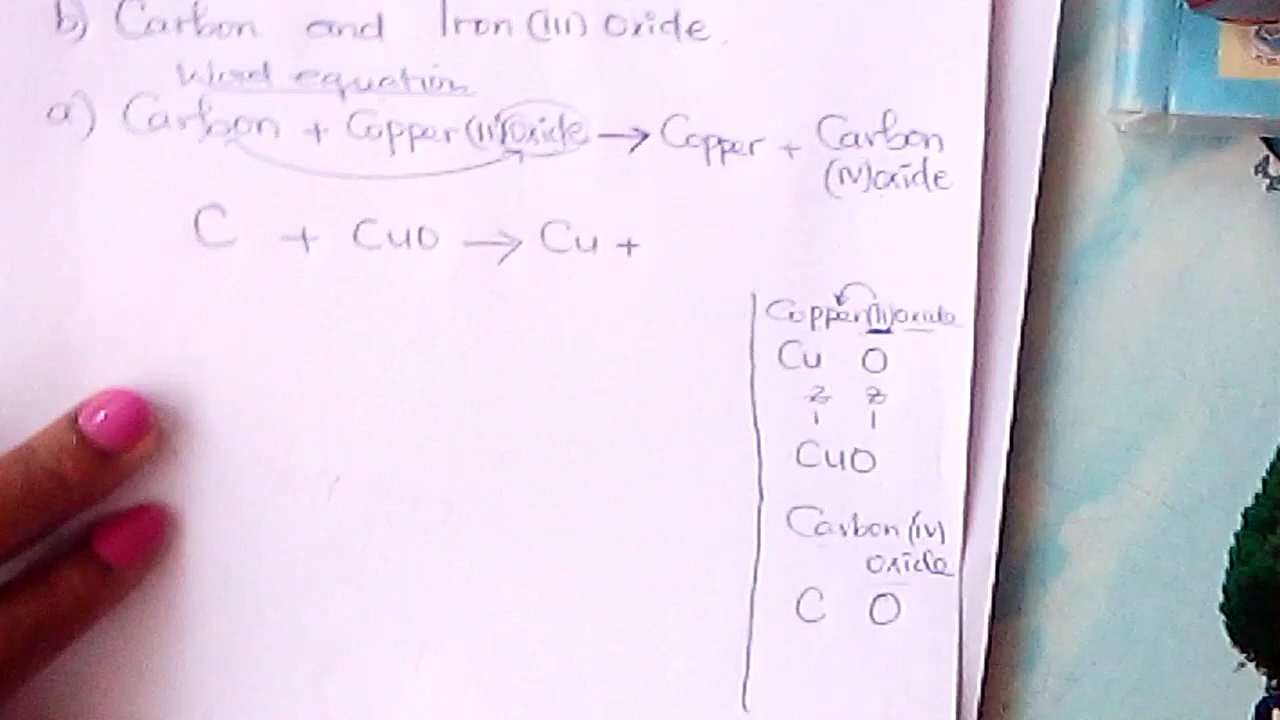 b) Carbon and Iron (III) oxide.
Word equation
a) Carbon + Copper (II) oxide → Copper + Carbon
(IV) oxide
C + CuO → Cu +
Copper (II) oxide
Cu O
2 2
1 1
CuO
Carbon (IV)
oxide
C O